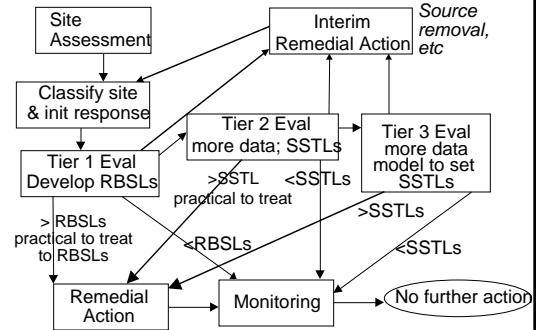 Site
Assessment
Interim
Remedial Action
Source
removal,
etc
Classify site
& init response
Tier 2 Eval
more data; SSTLs
Tier 3 Eval
more data
model to set
SSTLs
Tier 1 Eval
Develop RBSLs
>SSTL
practical to treat
<SSTLs
>SSTLs
> RBSLs
practical to treat
to RBSLs
<RBSLs
<SSTLs
Remedial
Action
Monitoring
No further action